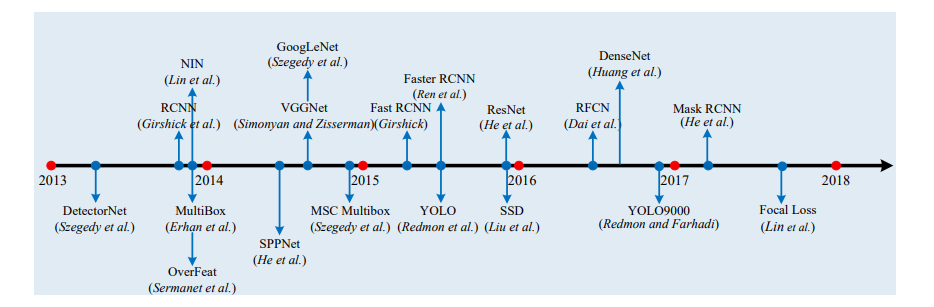 GoogLeNet
(Szegedy et al.)
DenseNet
(Huang et al.)
NIN
(Lin et al.)
Faster RCNN
(Ren et al.)
RCNN
(Girshick et al.)
VGGNet
(Simonyan and Zisserman)
Fast RCNN
(Girshick)
ResNet
(He et al.)
RFCN
(Dai et al.)
Mask RCNN
(He et al.)
2013
2014
2015
2016
2017
2018
DetectorNet
(Szegedy et al.)
MultiBox
(Erhan et al.)
MSC Multibox
(Szegedy et al.)
YOLO
(Redmon et al.)
SSD
(Liu et al.)
YOLO9000
(Redmon and Farhadi)
Focal Loss
(Lin et al.)
SPPNet
(He et al.)
OverFeat
(Sermanet et al.)